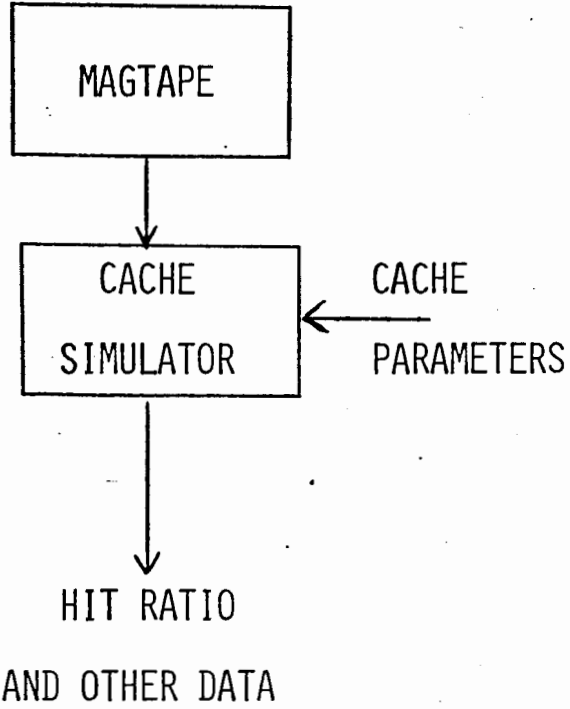 MAGTAPE
CACHE
SIMULATOR
CACHE
PARAMETERS
HIT RATIO
AND OTHER DATA